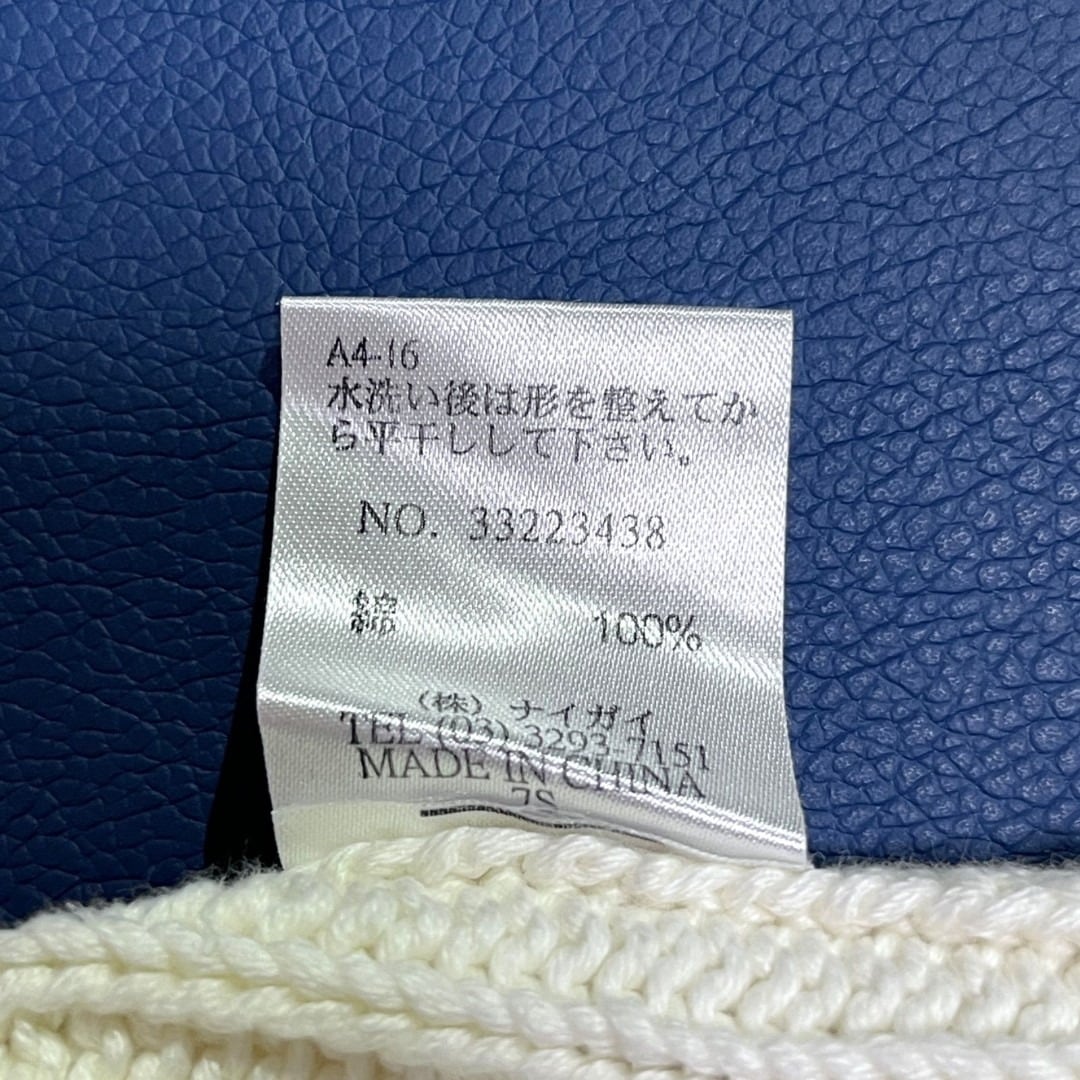 A4-16
水洗い後は形を整えてか
ら平干しして下さい。
NO. 33223438
綿 100%
(株) ナイガイ
TEL (03) 3293-7151
MADE IN CHINA
7S